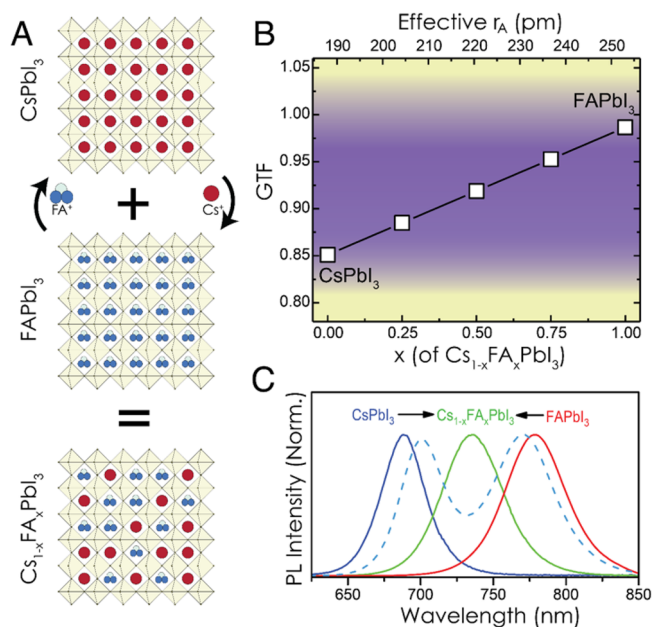 A
CsPbI₃
FA⁺
+
Cs⁺
FAPbI₃
=
Cs₁₋ₓFAₓPbI₃
B
Effective r_A (pm)
190 200 210 220 230 240 250
GTF
1.05
1.00
0.95
0.90
0.85
0.80
FAPbI₃
CsPbI₃
0.00 0.25 0.50 0.75 1.00
x (of Cs₁₋ₓFAₓPbI₃)
C
PL Intensity (Norm.)
CsPbI₃ → Cs₁₋ₓFAₓPbI₃ ← FAPbI₃
650 700 750 800 850
Wavelength (nm)